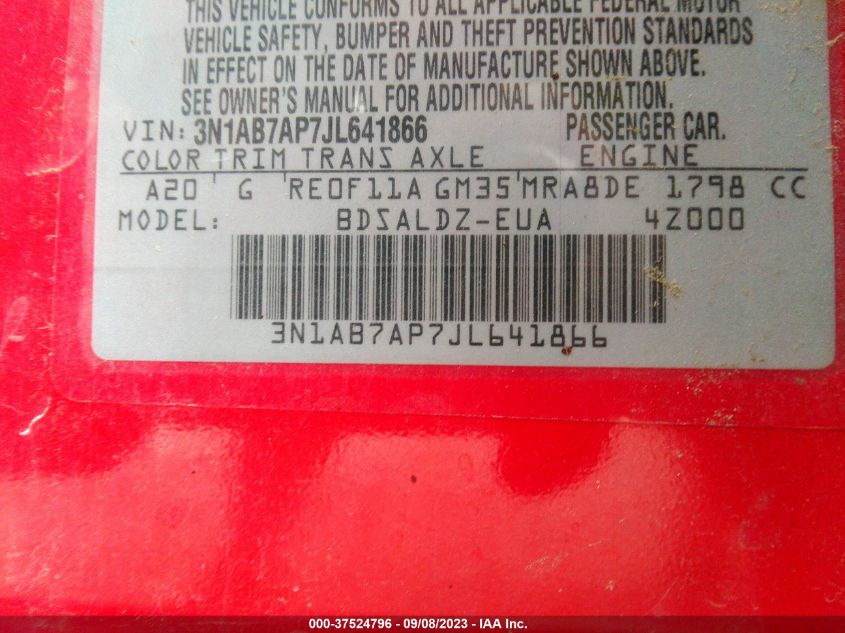 THIS VEHICLE CONFORMS TO ALL APPLICABLE FEDERAL MOTOR
VEHICLE SAFETY, BUMPER AND THEFT PREVENTION STANDARDS
IN EFFECT ON THE DATE OF MANUFACTURE SHOWN ABOVE.
SEE OWNER'S MANUAL FOR ADDITIONAL INFORMATION.
VIN: 3N1AB7AP7JL641866 PASSENGER CAR.
COLOR TRIM TRANS AXLE ENGINE
A20 G RE0F11A GM35 MRA8DE 1798 CC
MODEL: BDSALDZ-EUA 4Z000
3N1AB7AP7JL641866
000-37524796 - 09/08/2023 - IAA Inc.